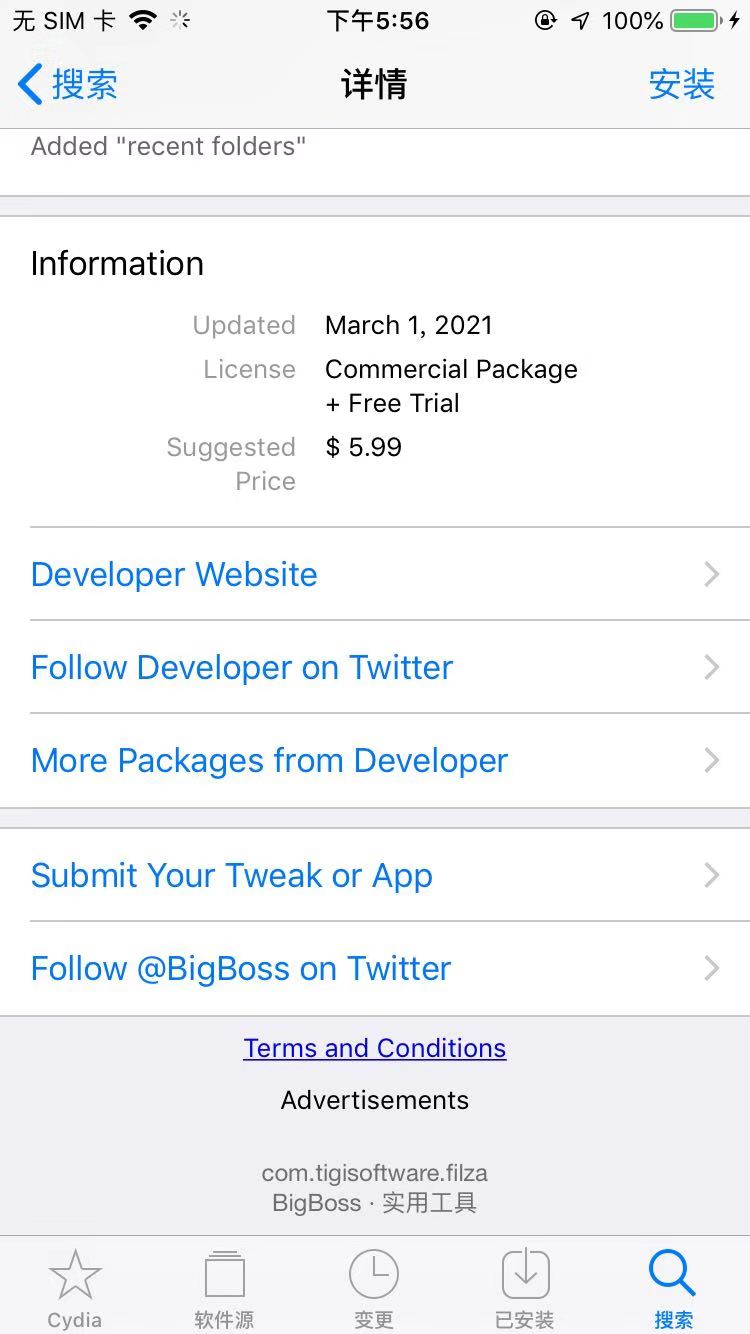 无 SIM 卡 下午5:56 100%
搜索 详情 安装
Added "recent folders"
Information
Updated March 1, 2021
License Commercial Package
+ Free Trial
Suggested $ 5.99
Price
Developer Website
Follow Developer on Twitter
More Packages from Developer
Submit Your Tweak or App
Follow @BigBoss on Twitter
Terms and Conditions
Advertisements
com.tigisoftware.filza
BigBoss · 实用工具
Cydia 软件源 变更 已安装 搜索